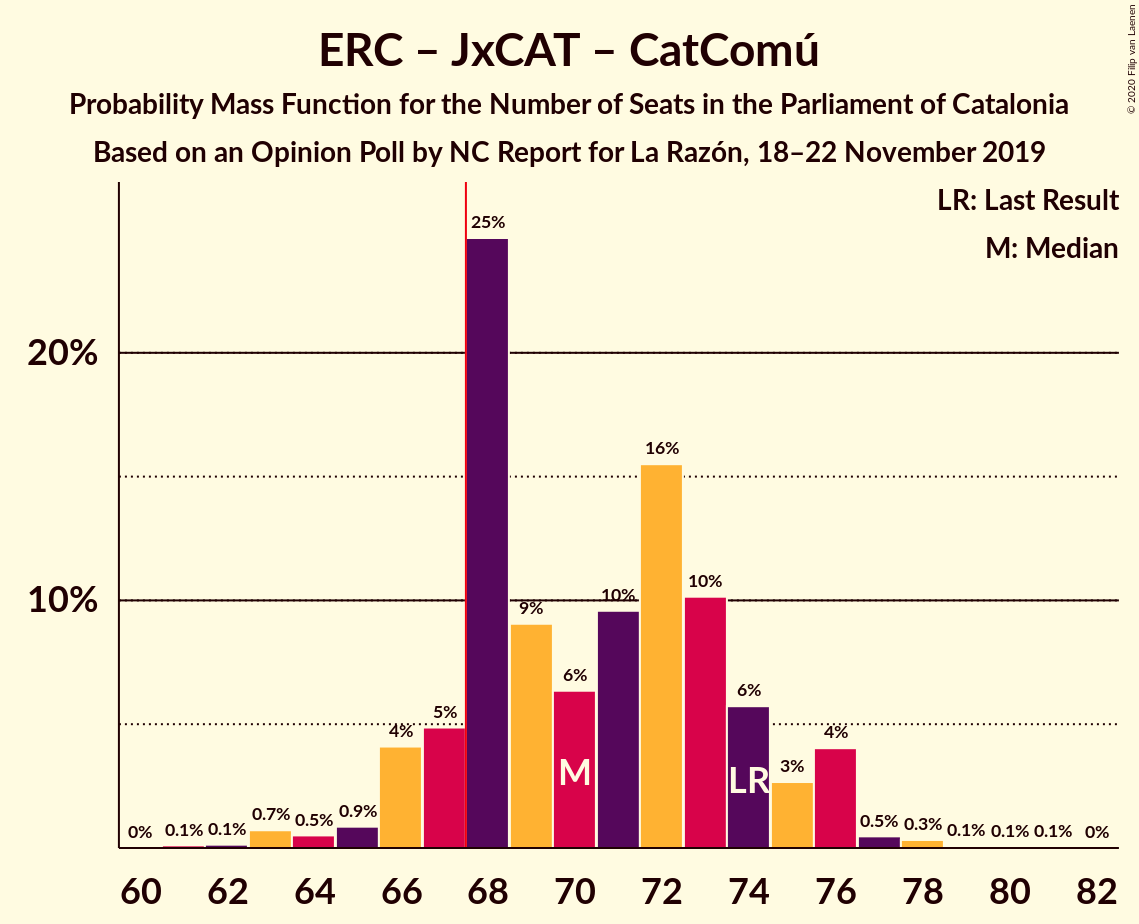 ERC – JxCAT – CatComú
Probability Mass Function for the Number of Seats in the Parliament of Catalonia
Based on an Opinion Poll by NC Report for La Razón, 18–22 November 2019
© 2020 Filip van Laenen
LR: Last Result
M: Median
20%
10%
0%
0.1%
0.1%
0.7%
0.5%
0.9%
4%
5%
25%
9%
6%
10%
16%
10%
6%
3%
4%
0.5%
0.3%
0.1%
0.1%
0.1%
0%
M
LR
60 62 64 66 68 70 72 74 76 78 80 82